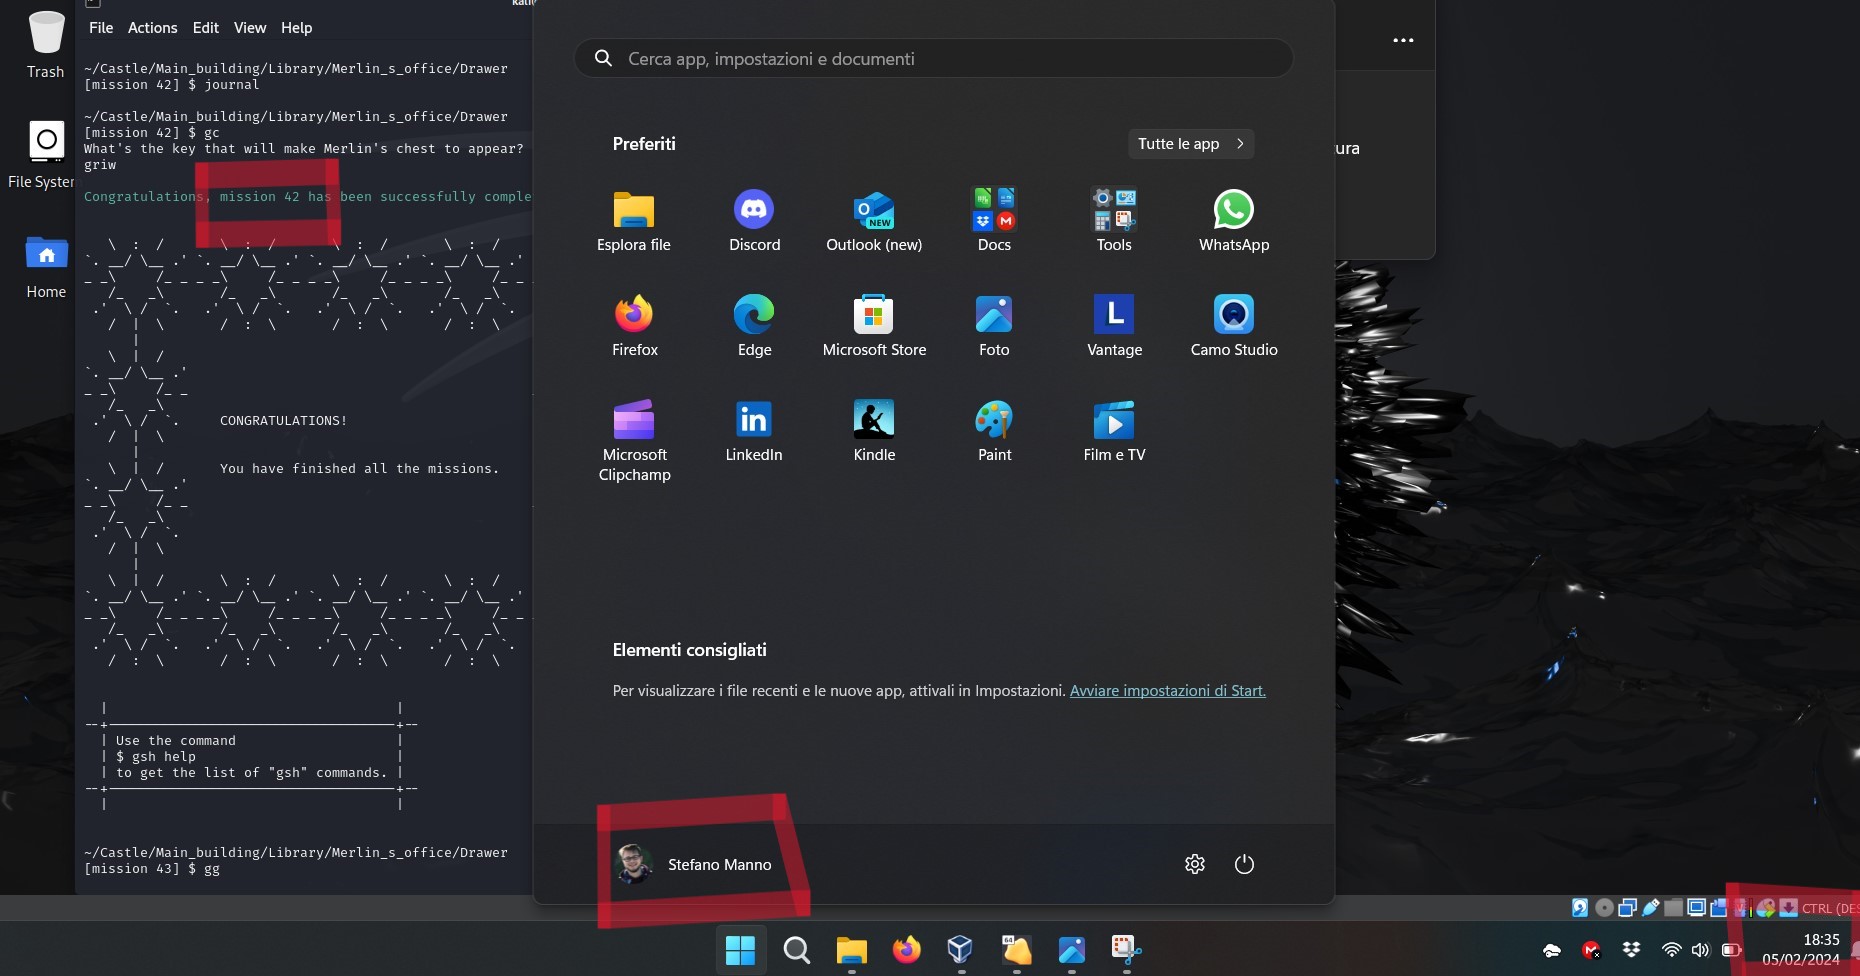 File Actions Edit View Help
Trash
File System
Home
~/Castle/Main_building/Library/Merlin_s_office/Drawer
[mission 42] $ journal
~/Castle/Main_building/Library/Merlin_s_office/Drawer
[mission 42] $ gc
What's the key that will make Merlin's chest to appear?
griw
Congratulations, mission 42 has been successfully comple
CONGRATULATIONS!
You have finished all the missions.
Use the command
$ gsh help
to get the list of "gsh" commands.
~/Castle/Main_building/Library/Merlin_s_office/Drawer
[mission 43] $ gg
Cerca app, impostazioni e documenti
Preferiti
Tutte le app
Esplora file
Discord
Outlook (new)
Docs
Tools
WhatsApp
Firefox
Edge
Microsoft Store
Foto
Vantage
Camo Studio
Microsoft
Clipchamp
LinkedIn
Kindle
Paint
Film e TV
Elementi consigliati
Per visualizzare i file recenti e le nuove app, attivali in Impostazioni. Avviare impostazioni di Start.
Stefano Manno
ura
CTRL (DES
18:35
05/02/2024